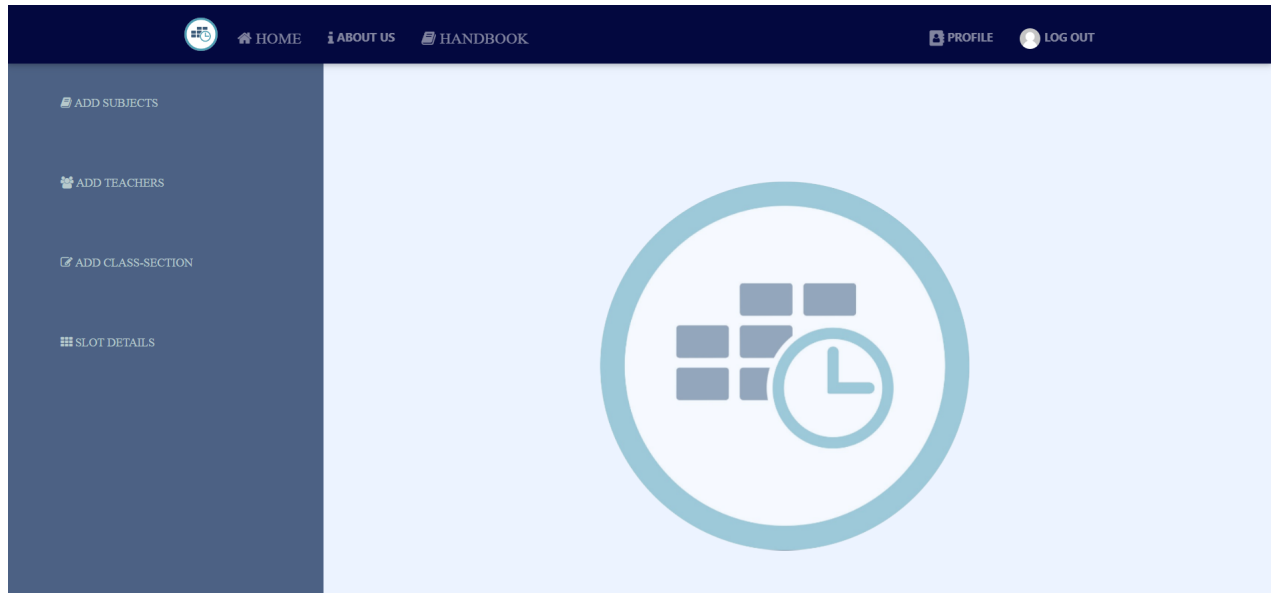 HOME ABOUT US HANDBOOK PROFILE LOG OUT
ADD SUBJECTS
ADD TEACHERS
ADD CLASS-SECTION
SLOT DETAILS